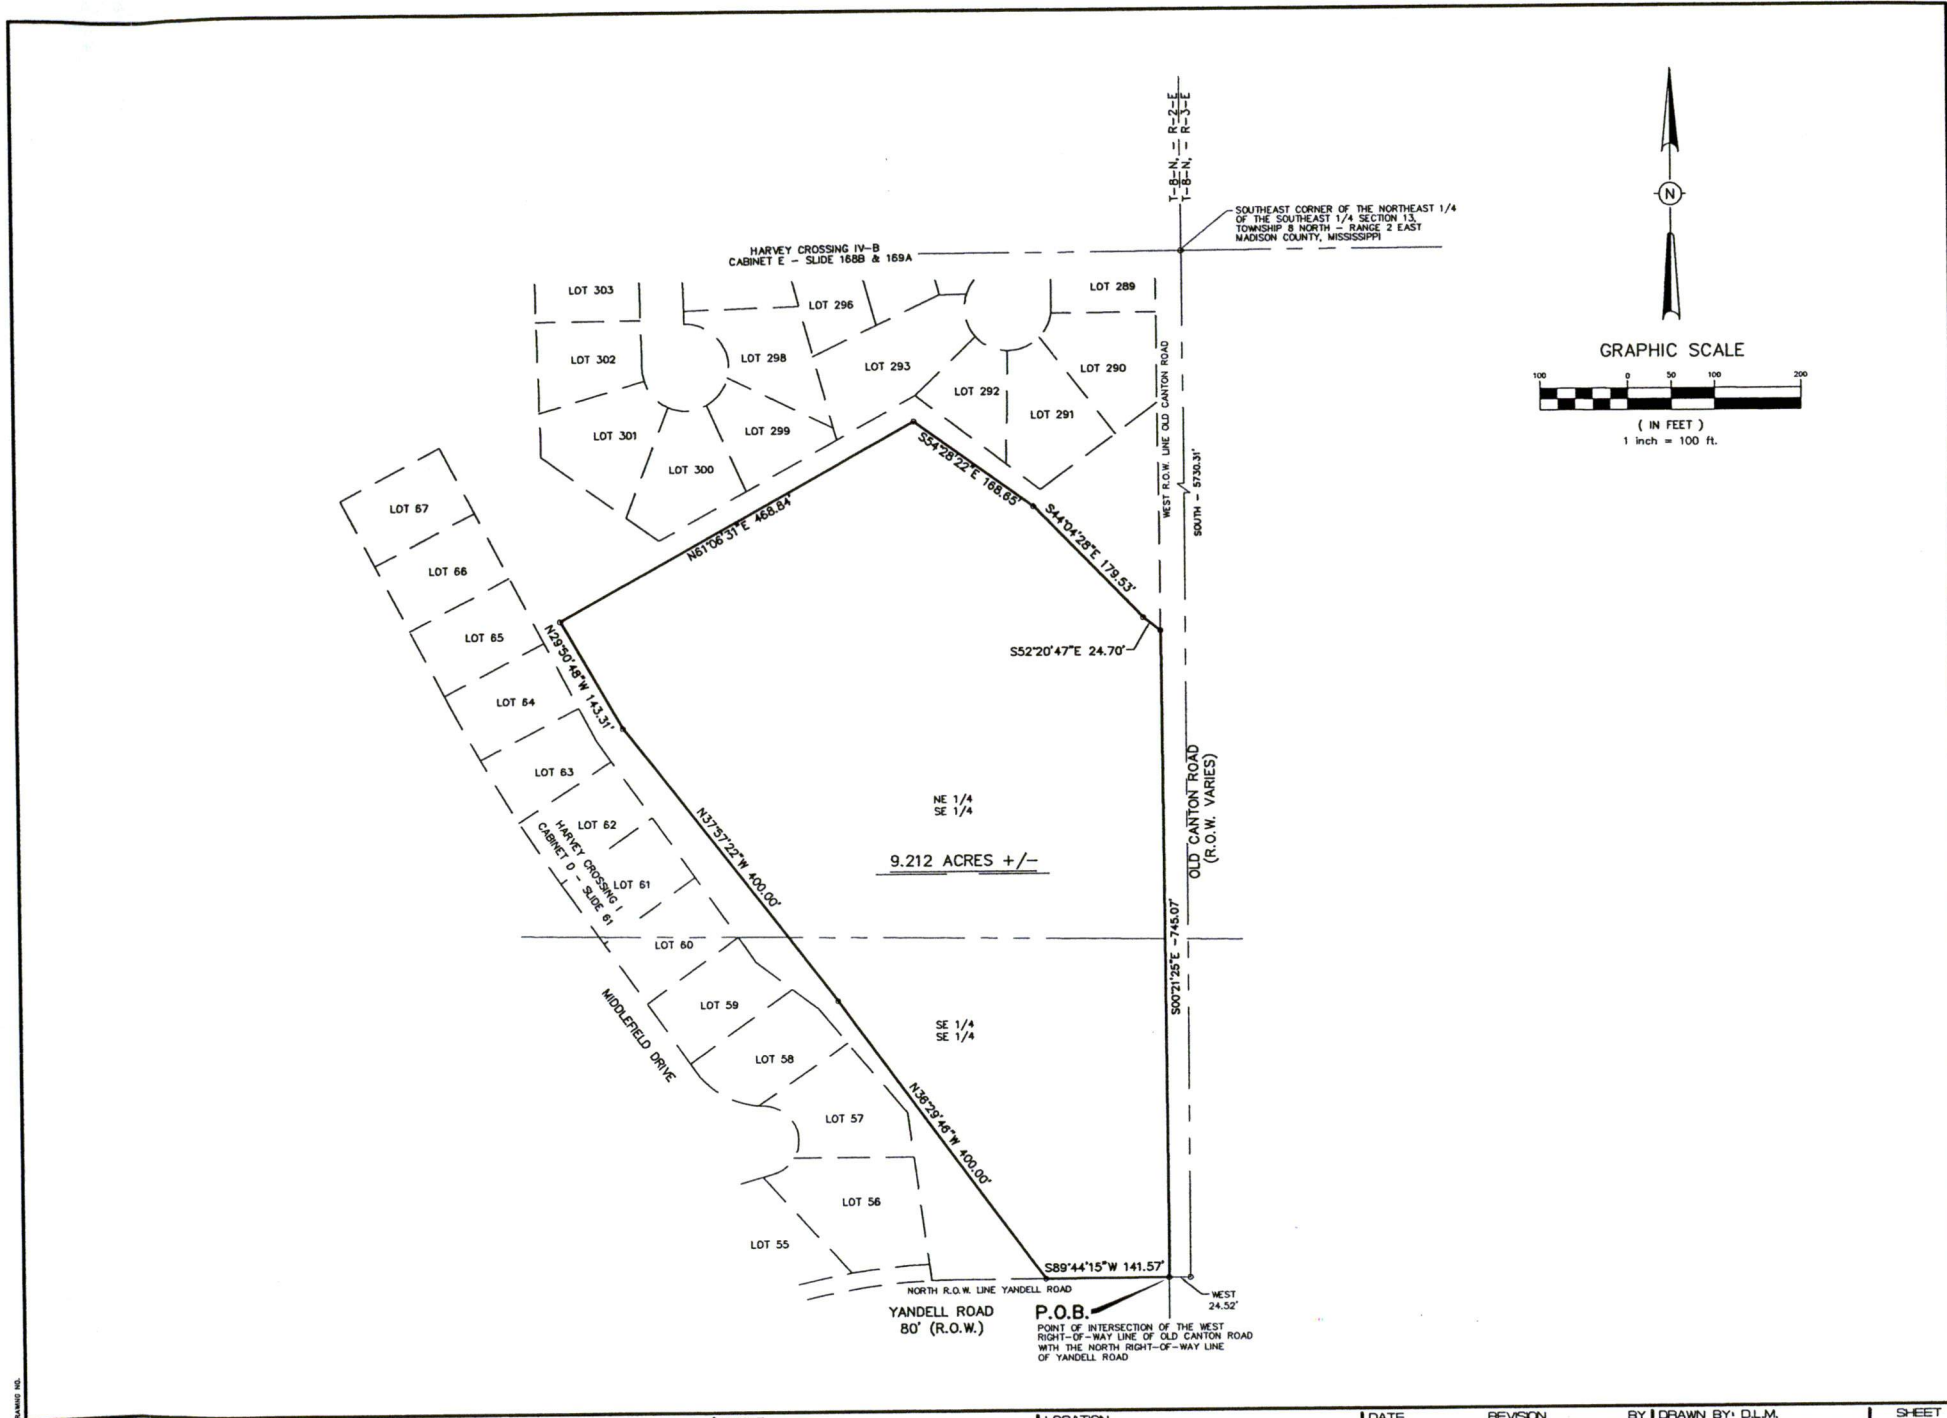 T-8-N, - R-2-E
T-8-N, - R-3-E
SOUTHEAST CORNER OF THE NORTHEAST 1/4
OF THE SOUTHEAST 1/4 SECTION 13,
TOWNSHIP 8 NORTH - RANGE 2 EAST
MADISON COUNTY, MISSISSIPPI
N
GRAPHIC SCALE
100 0 50 100 200
( IN FEET )
1 inch = 100 ft.
HARVEY CROSSING IV-B
CABINET E - SLIDE 168B & 169A
LOT 303
LOT 296
LOT 289
LOT 302
LOT 298
LOT 293
LOT 290
LOT 292
LOT 291
LOT 301
LOT 299
LOT 300
WEST R.O.W. LINE OLD CANTON ROAD
SOUTH - 5730.31'
N61°06'31"E 468.84'
S54°28'22"E 168.65'
S44°04'28"E 179.53'
S52°20'47"E 24.70'
LOT 67
LOT 66
LOT 65
LOT 64
LOT 63
LOT 62
LOT 61
LOT 60
LOT 59
LOT 58
LOT 57
LOT 56
LOT 55
N29°50'48"W 143.31'
N37°57'22"W 400.00'
HARVEY CROSSING I
CABINET D - SLIDE 61
MIDDLEFIELD DRIVE
NE 1/4
SE 1/4
9.212 ACRES +/-
SE 1/4
SE 1/4
OLD CANTON ROAD
(R.O.W. VARIES)
S00°21'25"E -745.07'
N36°29'46"W 400.00'
S89°44'15"W 141.57'
NORTH R.O.W. LINE YANDELL ROAD
YANDELL ROAD
80' (R.O.W.)
WEST
24.52'
P.O.B.
POINT OF INTERSECTION OF THE WEST
RIGHT-OF-WAY LINE OF OLD CANTON ROAD
WITH THE NORTH RIGHT-OF-WAY LINE
OF YANDELL ROAD
LOCATION DATE REVISION BY DRAWN BY: D.L.M. SHEET